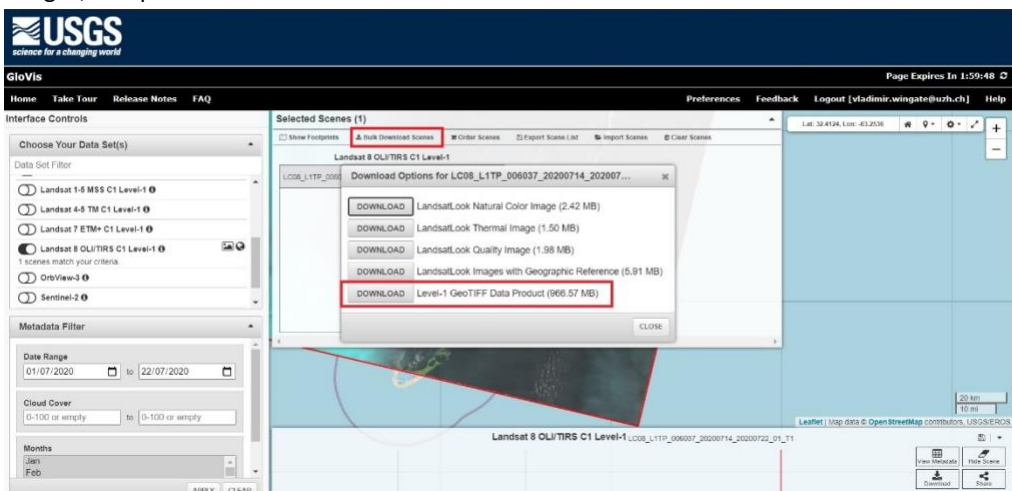 USGS
science for a changing world
GloVis
Page Expires In 1:59:48
Home Take Tour Release Notes FAQ
Preferences Feedback Logout [vladimir.wingate@uzh.ch] Help
Interface Controls
Choose Your Data Set(s)
Data Set Filter
Landsat 1-5 MSS C1 Level-1
Landsat 4-5 TM C1 Level-1
Landsat 7 ETM+ C1 Level-1
Landsat 8 OLI/TIRS C1 Level-1
1 scenes match your criteria.
OrbView-3
Sentinel-2
Metadata Filter
Date Range
01/07/2020 to 22/07/2020
Cloud Cover
0-100 or empty to 0-100 or empty
Months
Jan
Feb
APPLY CLEAR
Selected Scenes (1)
Show Footprints Bulk Download Scenes Order Scenes Export Scene List Import Scenes Clear Scenes
Landsat 8 OLI/TIRS C1 Level-1
LC08_L1TP_006
Download Options for LC08_L1TP_006037_20200714_202007...
DOWNLOAD LandsatLook Natural Color Image (2.42 MB)
DOWNLOAD LandsatLook Thermal Image (1.50 MB)
DOWNLOAD LandsatLook Quality Image (1.98 MB)
DOWNLOAD LandsatLook Images with Geographic Reference (5.91 MB)
DOWNLOAD Level-1 GeoTIFF Data Product (966.57 MB)
CLOSE
+
−
20 km
10 mi
Leaflet | Map data © OpenStreetMap contributors, USGS/EROS
Landsat 8 OLI/TIRS C1 Level-1 LC08_L1TP_006037_20200714_20200722_01_T1
View Metadata Hide Scene
Download Share